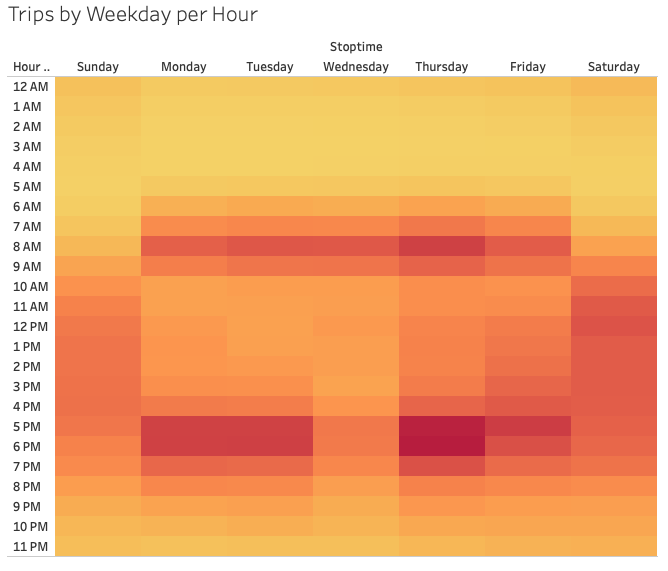 Trips by Weekday per Hour
Stoptime
Hour .. Sunday Monday Tuesday Wednesday Thursday Friday Saturday
12 AM
1 AM
2 AM
3 AM
4 AM
5 AM
6 AM
7 AM
8 AM
9 AM
10 AM
11 AM
12 PM
1 PM
2 PM
3 PM
4 PM
5 PM
6 PM
7 PM
8 PM
9 PM
10 PM
11 PM